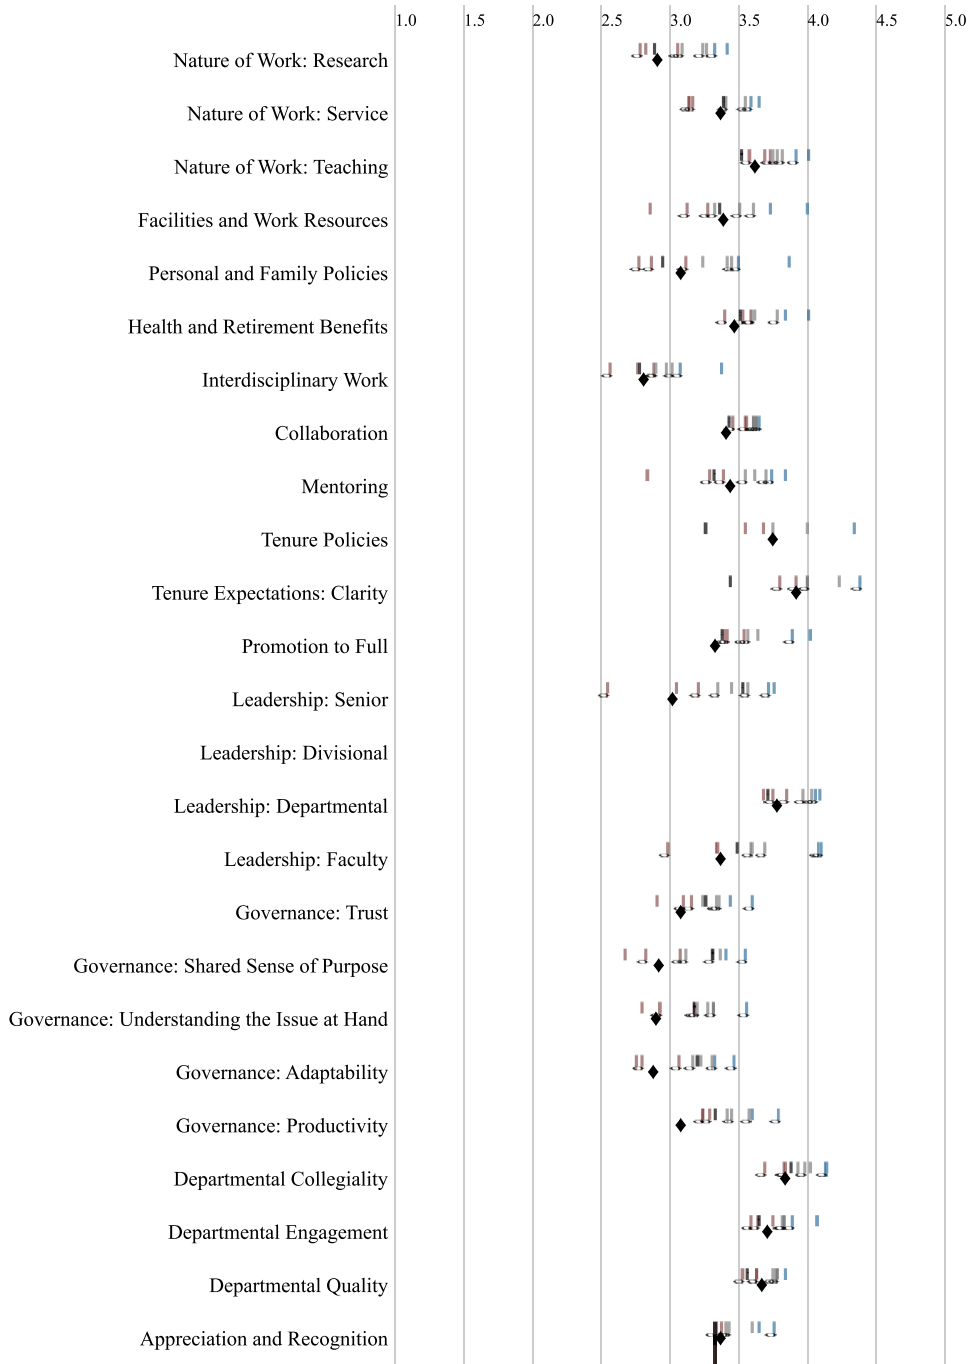 1.0 1.5 2.0 2.5 3.0 3.5 4.0 4.5 5.0
Nature of Work: Research
Nature of Work: Service
Nature of Work: Teaching
Facilities and Work Resources
Personal and Family Policies
Health and Retirement Benefits
Interdisciplinary Work
Collaboration
Mentoring
Tenure Policies
Tenure Expectations: Clarity
Promotion to Full
Leadership: Senior
Leadership: Divisional
Leadership: Departmental
Leadership: Faculty
Governance: Trust
Governance: Shared Sense of Purpose
Governance: Understanding the Issue at Hand
Governance: Adaptability
Governance: Productivity
Departmental Collegiality
Departmental Engagement
Departmental Quality
Appreciation and Recognition